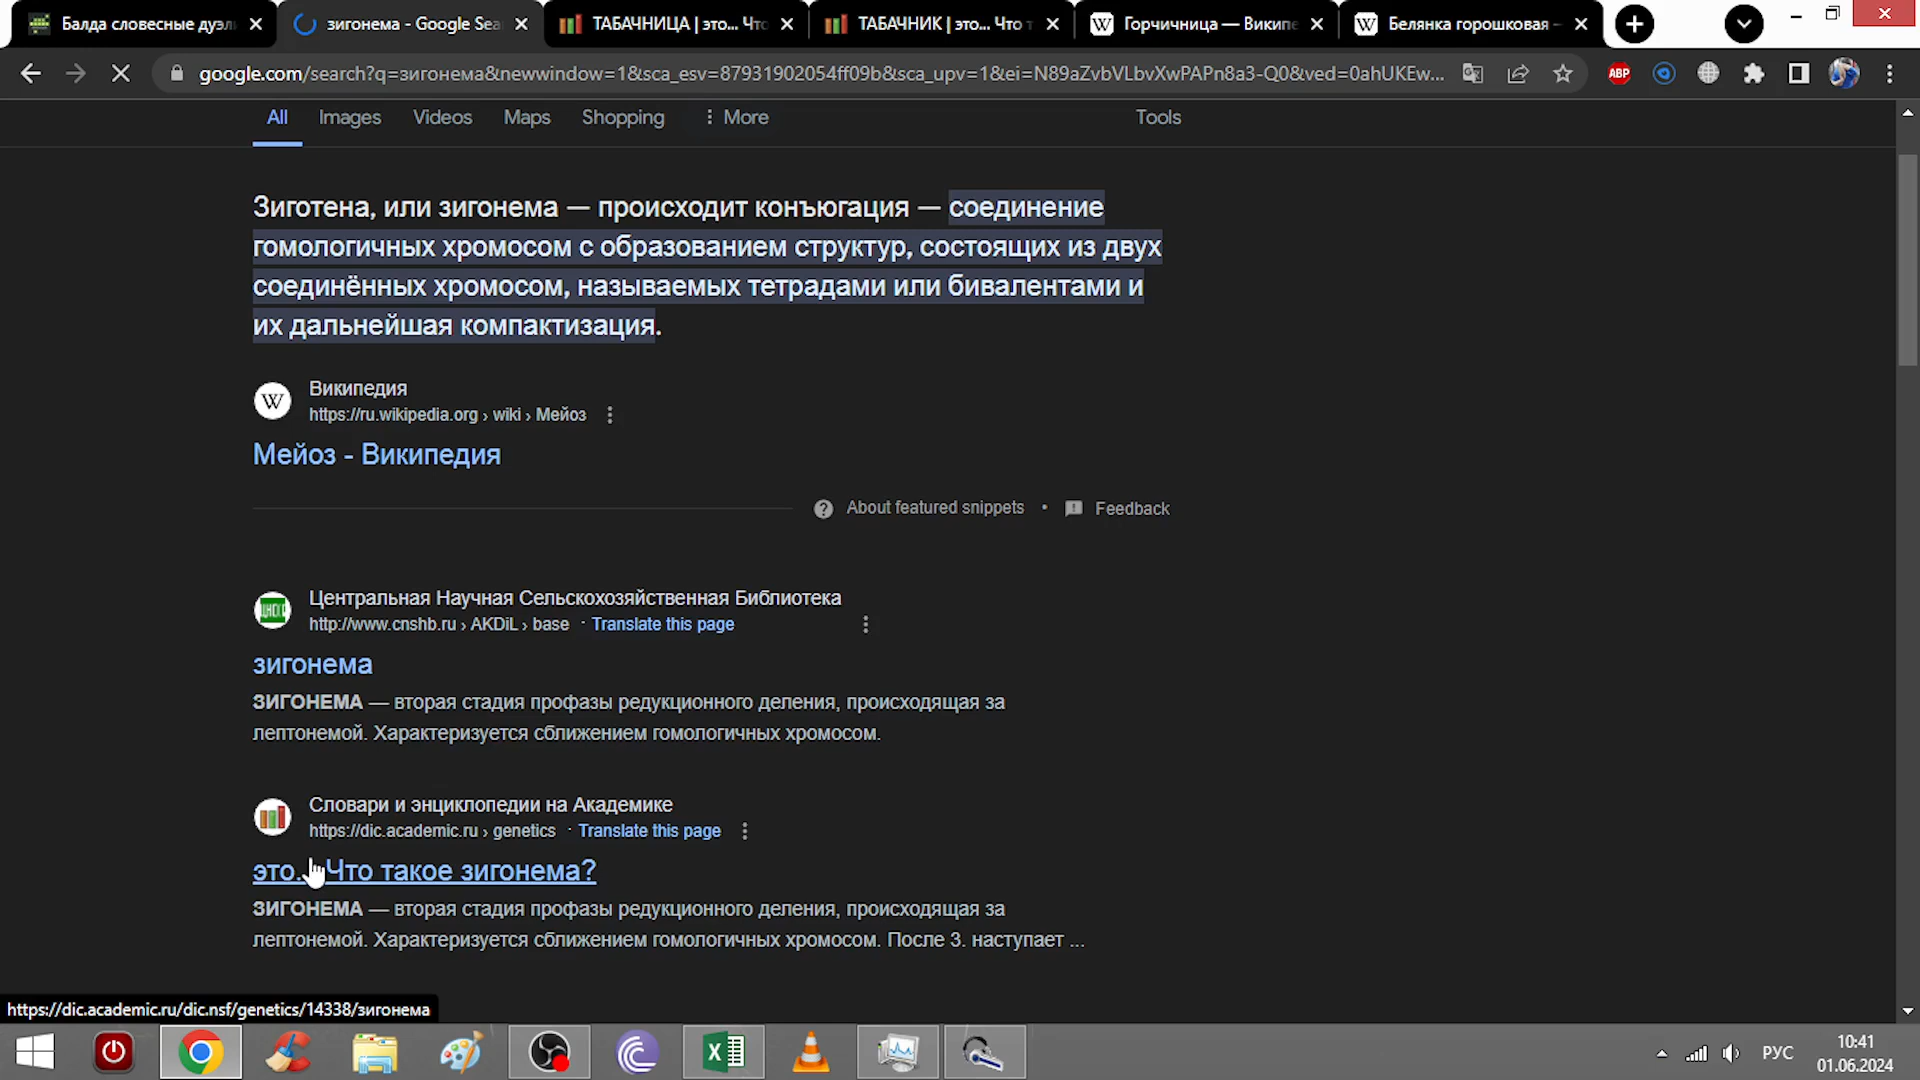 Балда словесные дуэл
зигонема - Google Sea
ТАБАЧНИЦА | это... Что
ТАБАЧНИК | это... Что т
Горчичница — Википе
Белянка горошковая –
google.com/search?q=зигонема&newwindow=1&sca_esv=87931902054ff09b&sca_upv=1&ei=N89aZvbVLbvXwPAPn8a3-Q0&ved=0ahUKEw...
ABP
All
Images
Videos
Maps
Shopping
More
Tools
Зиготена, или зигонема — происходит конъюгация — соединение
гомологичных хромосом с образованием структур, состоящих из двух
соединённых хромосом, называемых тетрадами или бивалентами и
их дальнейшая компактизация.
Википедия
https://ru.wikipedia.org › wiki › Мейоз
Мейоз - Википедия
About featured snippets • Feedback
Центральная Научная Сельскохозяйственная Библиотека
http://www.cnshb.ru › AKDiL › base · Translate this page
зигонема
ЗИГОНЕМА — вторая стадия профазы редукционного деления, происходящая за
лептонемой. Характеризуется сближением гомологичных хромосом.
Словари и энциклопедии на Академике
https://dic.academic.ru › genetics · Translate this page
это... Что такое зигонема?
ЗИГОНЕМА — вторая стадия профазы редукционного деления, происходящая за
лептонемой. Характеризуется сближением гомологичных хромосом. После З. наступает ...
https://dic.academic.ru/dic.nsf/genetics/14338/зигонема
РУС
10:41
01.06.2024